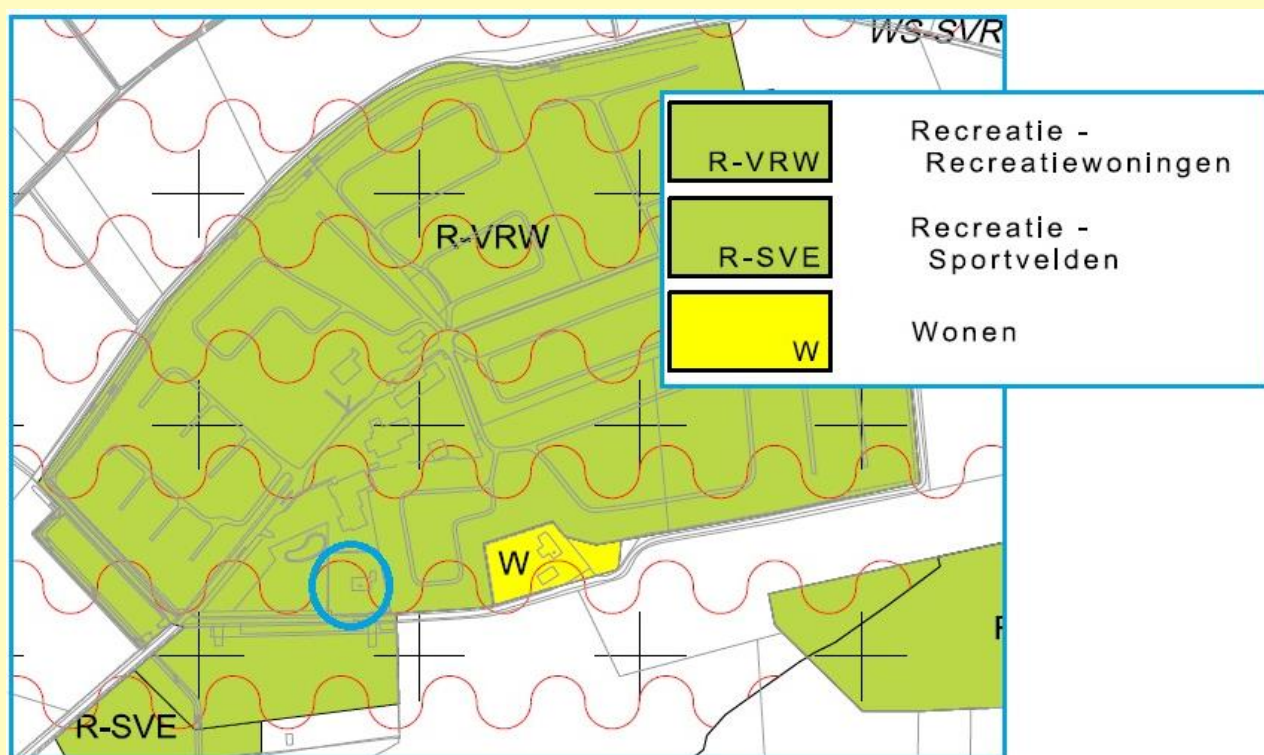 WS-SVR
R-VRW
Recreatie -
Recreatiewoningen
R-VRW
R-SVE
Recreatie -
Sportvelden
W
Wonen
W
R-SVE